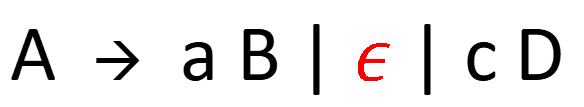 A → a B | ϵ | c D